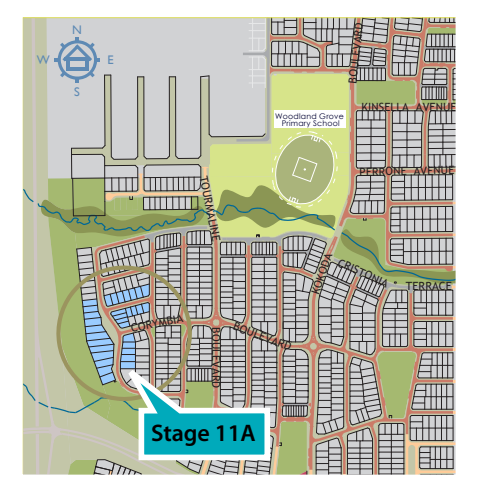 N
W E
S
BOULEVARD
KINSELLA AVENUE
Woodland Grove
Primary School
PERRONE AVENUE
TOURMALINE
KOKODA
CRISTONIA
TERRACE
CORYMBIA
BOULEVARD
BOULEVARD
Stage 11A